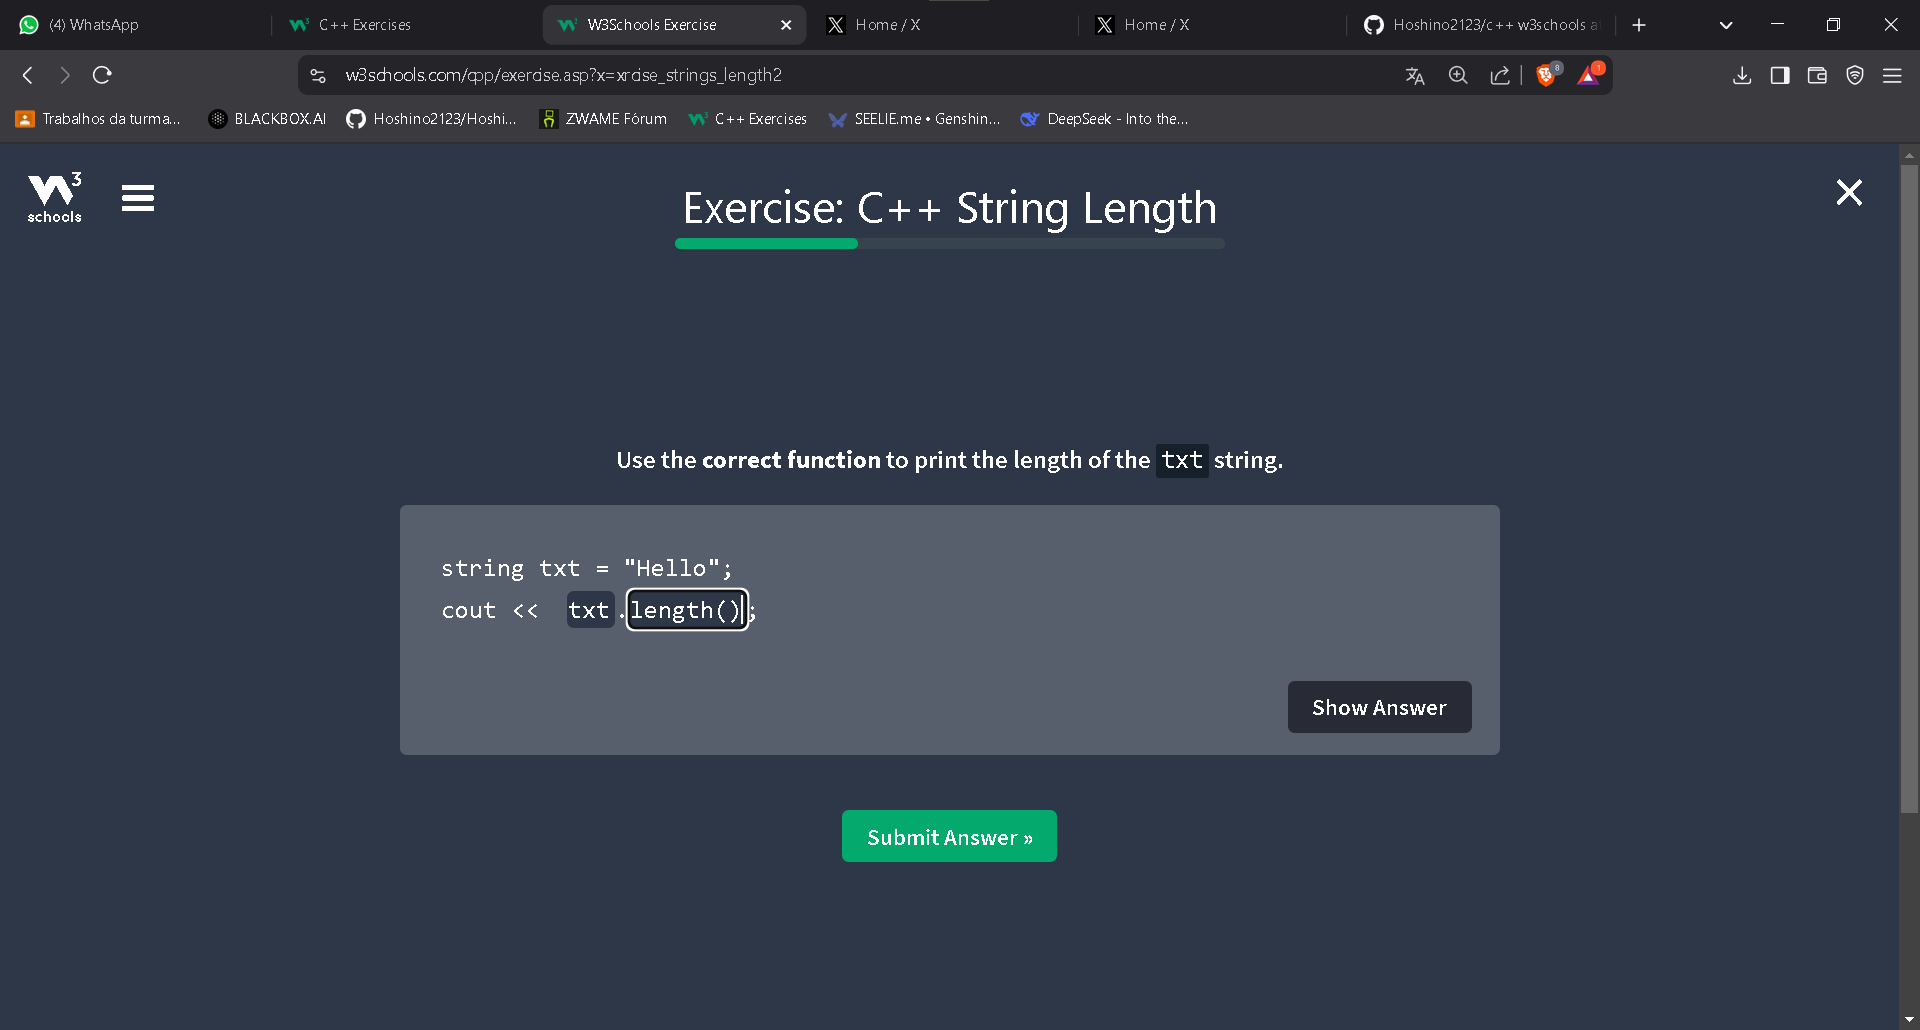 (4) WhatsApp
C++ Exercises
W3Schools Exercise
Home / X
Home / X
Hoshino2123/c++ w3schools a
w3schools.com/cpp/exercise.asp?x=xrcise_strings_length2
8
1
Trabalhos da turma...
BLACKBOX.AI
Hoshino2123/Hoshi...
ZWAME Fórum
C++ Exercises
SEELIE.me • Genshin...
DeepSeek - Into the...
3
schools
Exercise: C++ String Length
Use the correct function to print the length of the txt string.
string txt = "Hello";
cout << txt.length();
Show Answer
Submit Answer »